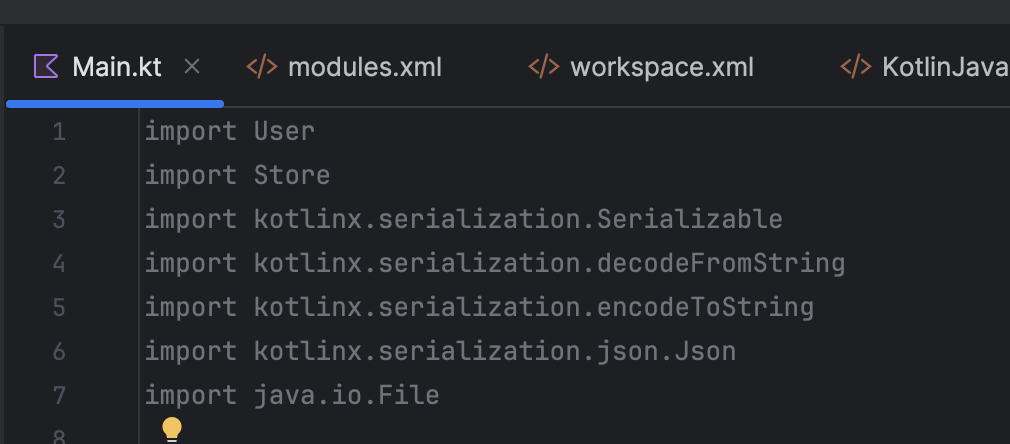 Main.kt modules.xml workspace.xml KotlinJava
1 import User
2 import Store
3 import kotlinx.serialization.Serializable
4 import kotlinx.serialization.decodeFromString
5 import kotlinx.serialization.encodeToString
6 import kotlinx.serialization.json.Json
7 import java.io.File
8